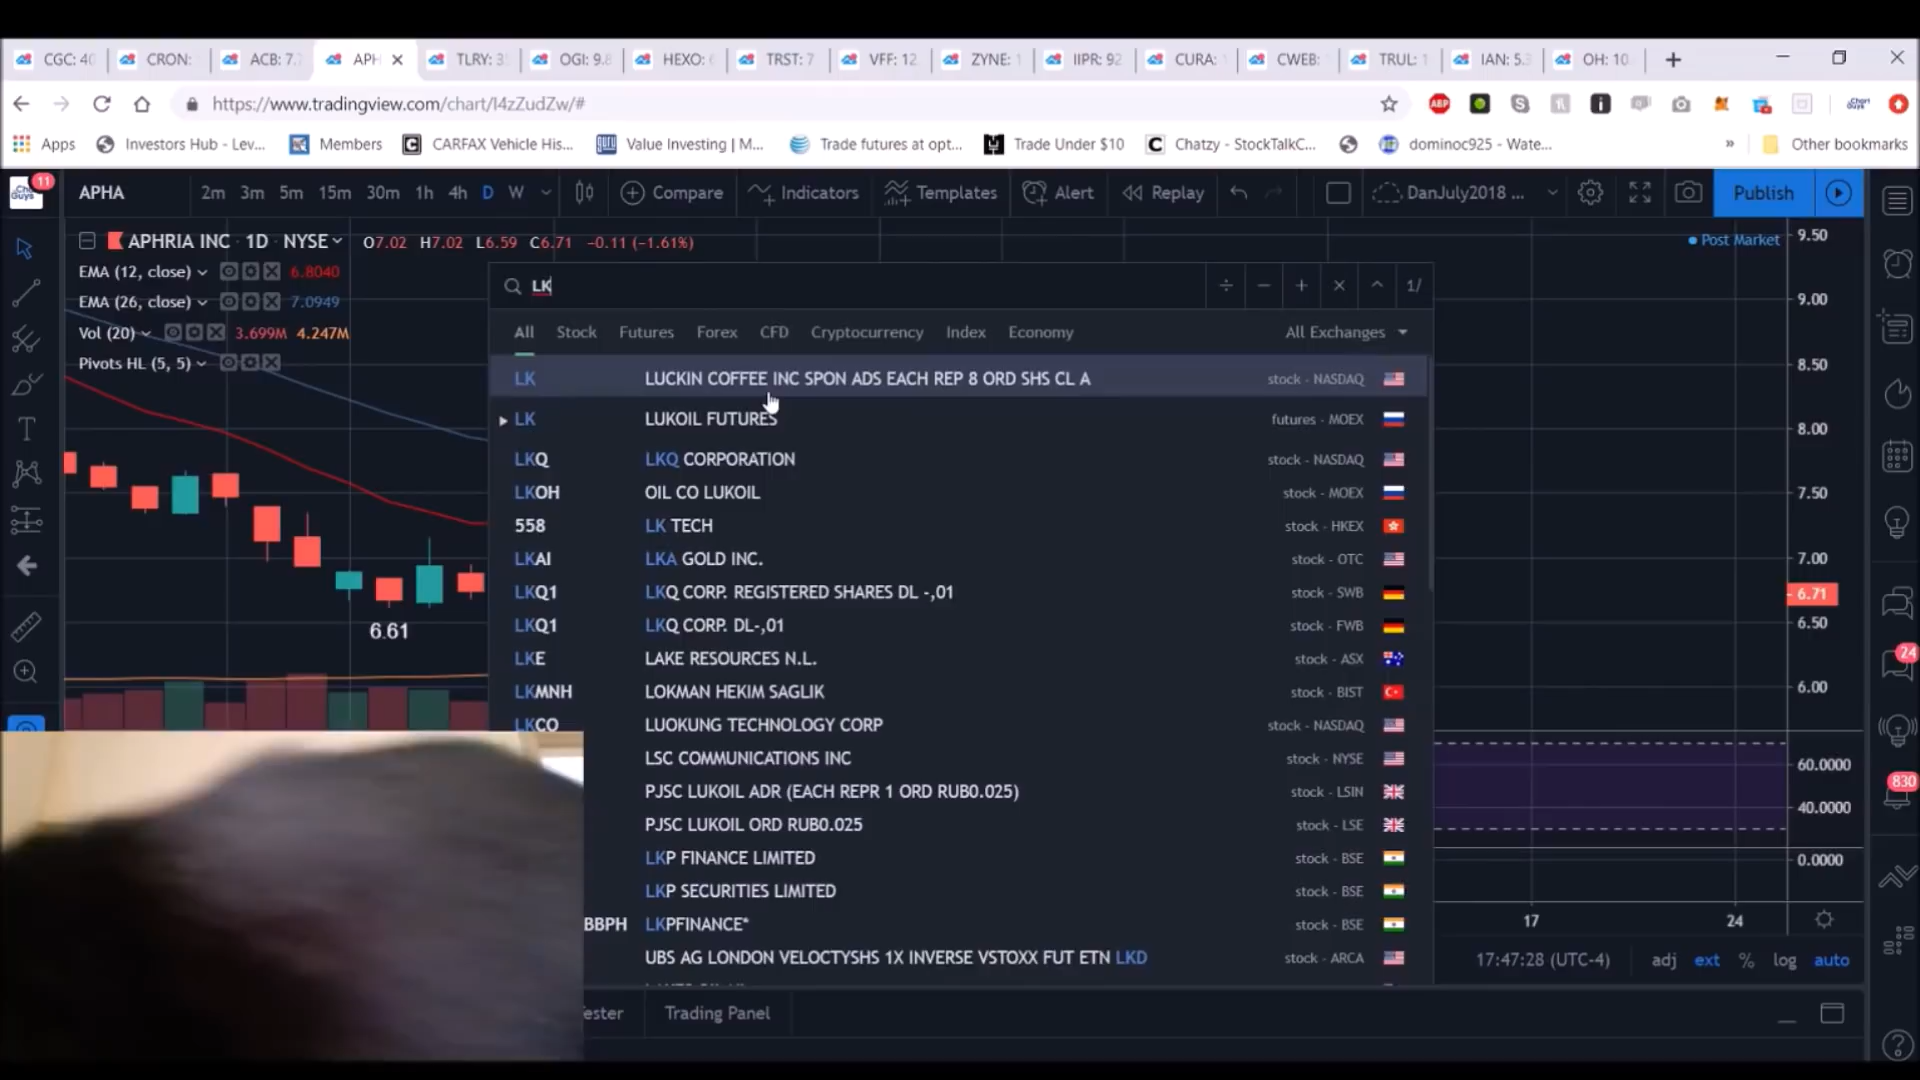 CGC: 40 CRON: ACB: 7.7 APH TLRY: 3 OGI: 9.8 HEXO: TRST: 7 VFF: 12 ZYNE: 1 IIPR: 92 CURA: CWEB: TRUL: 1 IAN: 5.3 OH: 10
https://www.tradingview.com/chart/I4zZudZw/#
ABP
Apps Investors Hub - Lev... Members CARFAX Vehicle His... Value Investing | M... Trade futures at opt... Trade Under $10 Chatzy - StockTalkC... dominoc925 - Wate... » Other bookmarks
11 APHA 2m 3m 5m 15m 30m 1h 4h D W Compare Indicators Templates Alert Replay DanJuly2018 ... Publish
APHRIA INC 1D NYSE O7.02 H7.02 L6.59 C6.71 -0.11 (-1.61%) Post Market 9.50
EMA (12, close) 6.8040
EMA (26, close) 7.0949
Vol (20) 3.699M 4.247M
Pivots HL (5, 5)
LK ÷ − + × ^ 1/
All Stock Futures Forex CFD Cryptocurrency Index Economy All Exchanges
LK LUCKIN COFFEE INC SPON ADS EACH REP 8 ORD SHS CL A stock - NASDAQ
LK LUKOIL FUTURES futures - MOEX
LKQ LKQ CORPORATION stock - NASDAQ
LKOH OIL CO LUKOIL stock - MOEX
558 LK TECH stock - HKEX
LKAI LKA GOLD INC. stock - OTC
LKQ1 LKQ CORP. REGISTERED SHARES DL -,01 stock - SWB
LKQ1 LKQ CORP. DL-,01 stock - FWB
LKE LAKE RESOURCES N.L. stock - ASX
LKMNH LOKMAN HEKIM SAGLIK stock - BIST
LKCO LUOKUNG TECHNOLOGY CORP stock - NASDAQ
LSC COMMUNICATIONS INC stock - NYSE
PJSC LUKOIL ADR (EACH REPR 1 ORD RUB0.025) stock - LSIN
PJSC LUKOIL ORD RUB0.025 stock - LSE
LKP FINANCE LIMITED stock - BSE
LKP SECURITIES LIMITED stock - BSE
BBPH LKPFINANCE* stock - BSE
UBS AG LONDON VELOCTYSHS 1X INVERSE VSTOXX FUT ETN LKD stock - ARCA
6.61
9.00
8.50
8.00
7.50
7.00
6.71
6.50
6.00
60.0000
40.0000
0.0000
24
830
17 24
17:47:28 (UTC-4) adj ext % log auto
ester Trading Panel